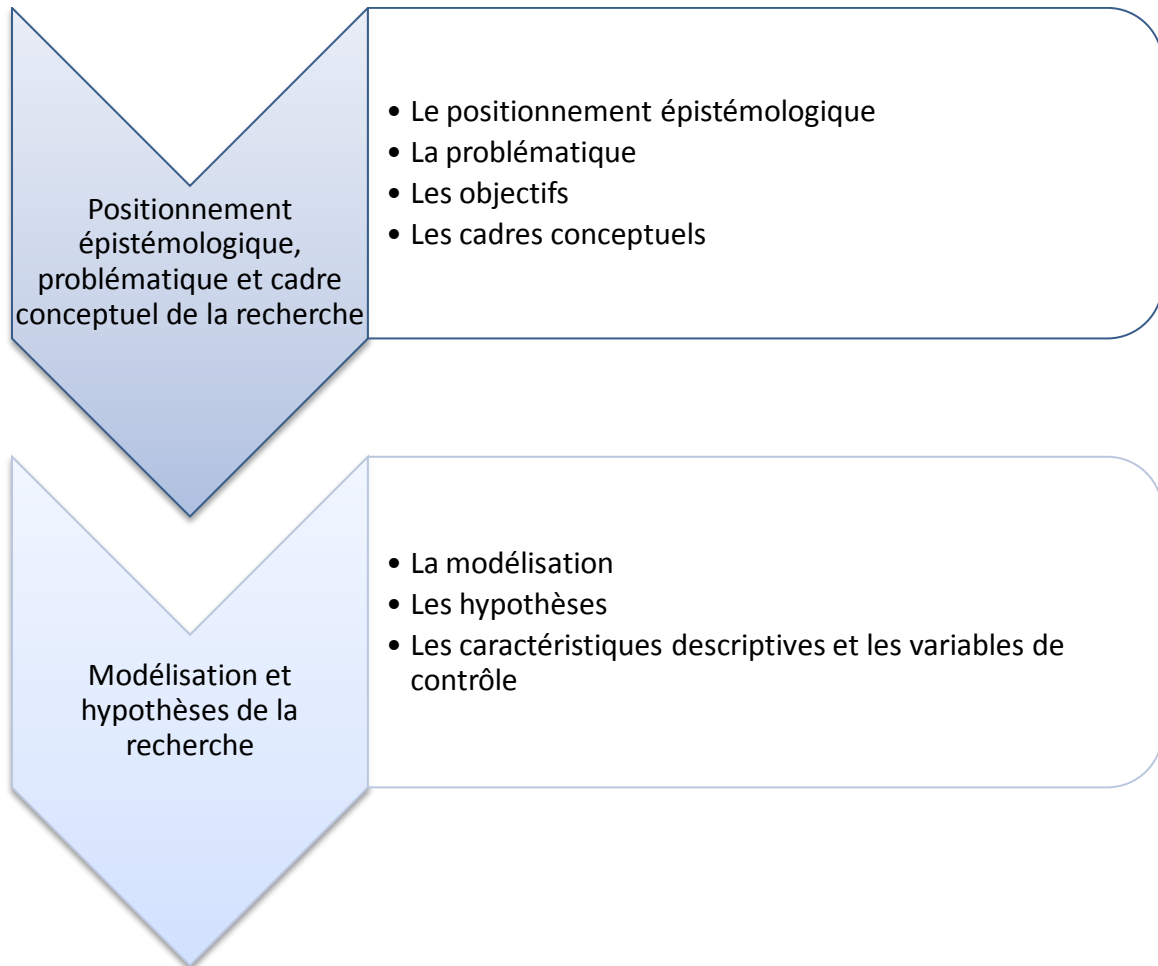 Positionnement
épistémologique,
problématique et cadre
conceptuel de la recherche
• Le positionnement épistémologique
• La problématique
• Les objectifs
• Les cadres conceptuels
Modélisation et
hypothèses de la
recherche
• La modélisation
• Les hypothèses
• Les caractéristiques descriptives et les variables de
contrôle